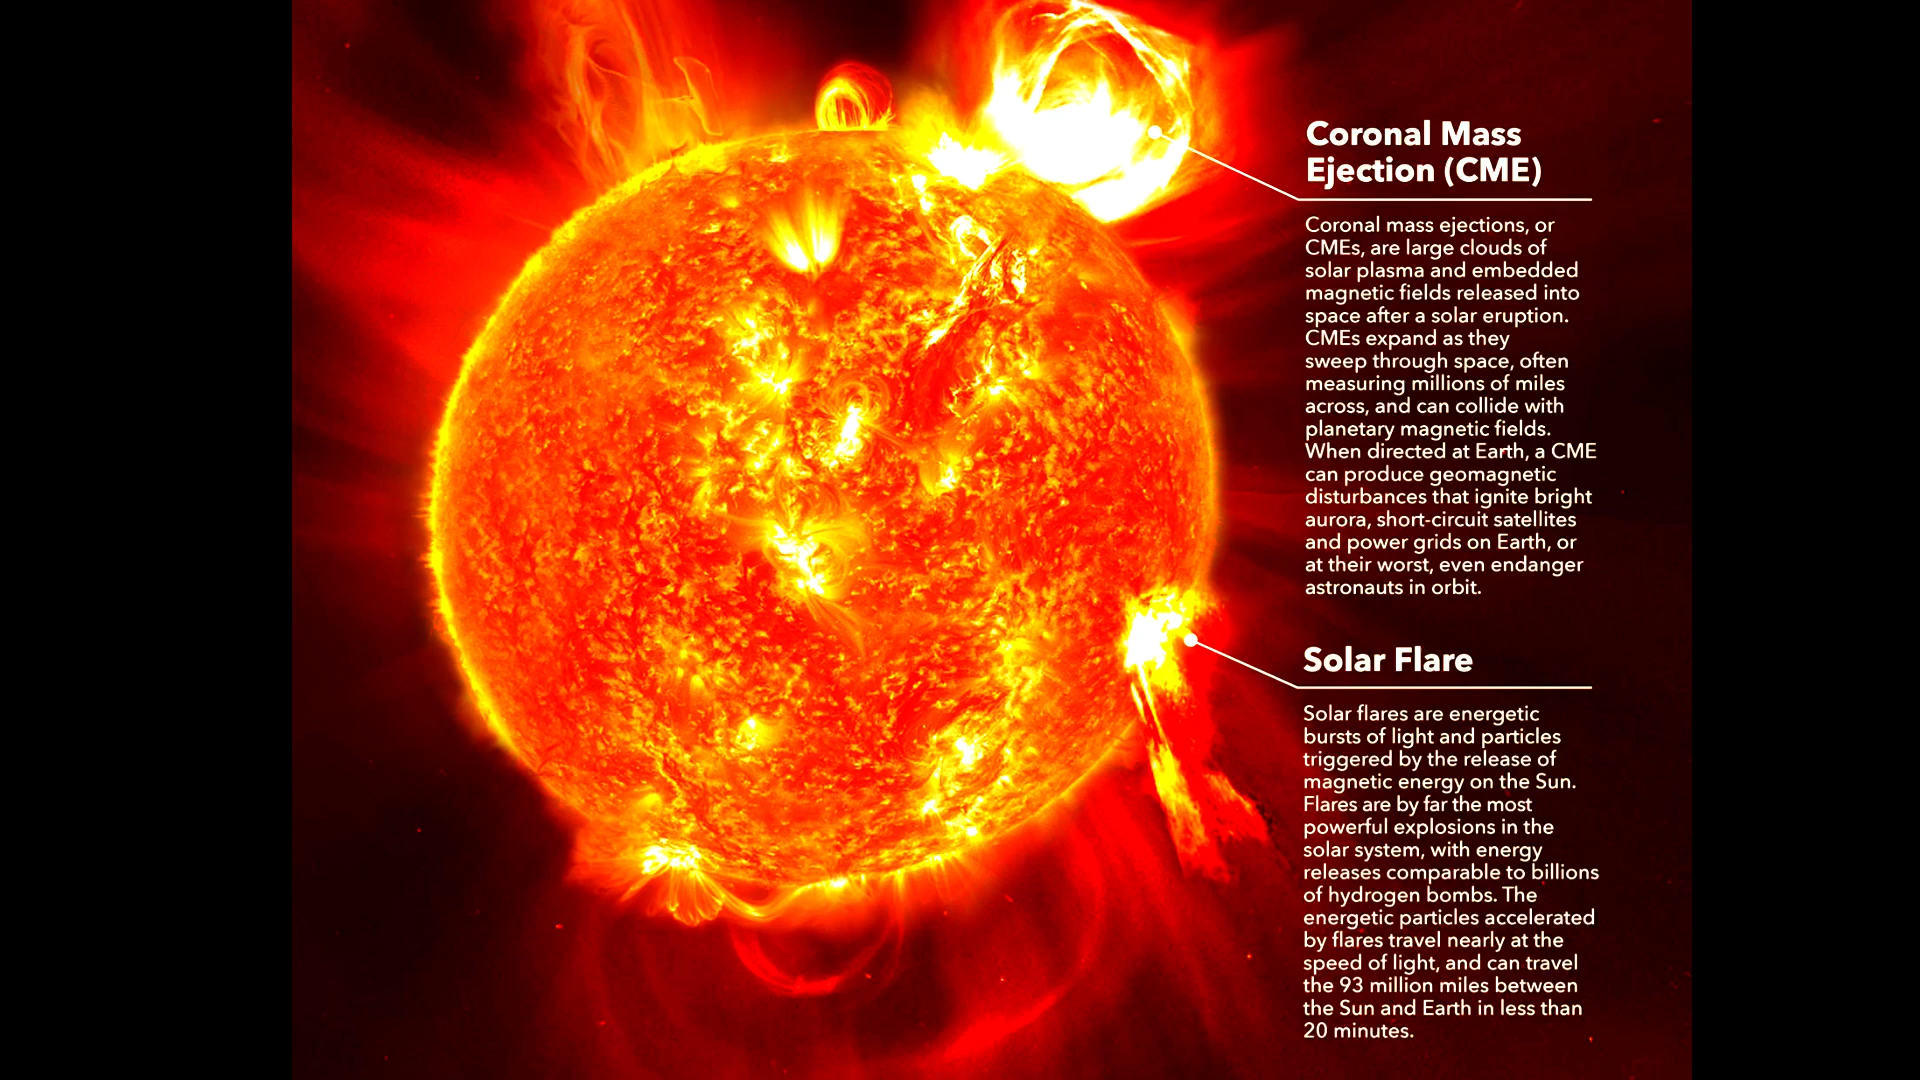 Coronal Mass
Ejection (CME)
Coronal mass ejections, or
CMEs, are large clouds of
solar plasma and embedded
magnetic fields released into
space after a solar eruption.
CMEs expand as they
sweep through space, often
measuring millions of miles
across, and can collide with
planetary magnetic fields.
When directed at Earth, a CME
can produce geomagnetic
disturbances that ignite bright
aurora, short-circuit satellites
and power grids on Earth, or
at their worst, even endanger
astronauts in orbit.
Solar Flare
Solar flares are energetic
bursts of light and particles
triggered by the release of
magnetic energy on the Sun.
Flares are by far the most
powerful explosions in the
solar system, with energy
releases comparable to billions
of hydrogen bombs. The
energetic particles accelerated
by flares travel nearly at the
speed of light, and can travel
the 93 million miles between
the Sun and Earth in less than
20 minutes.